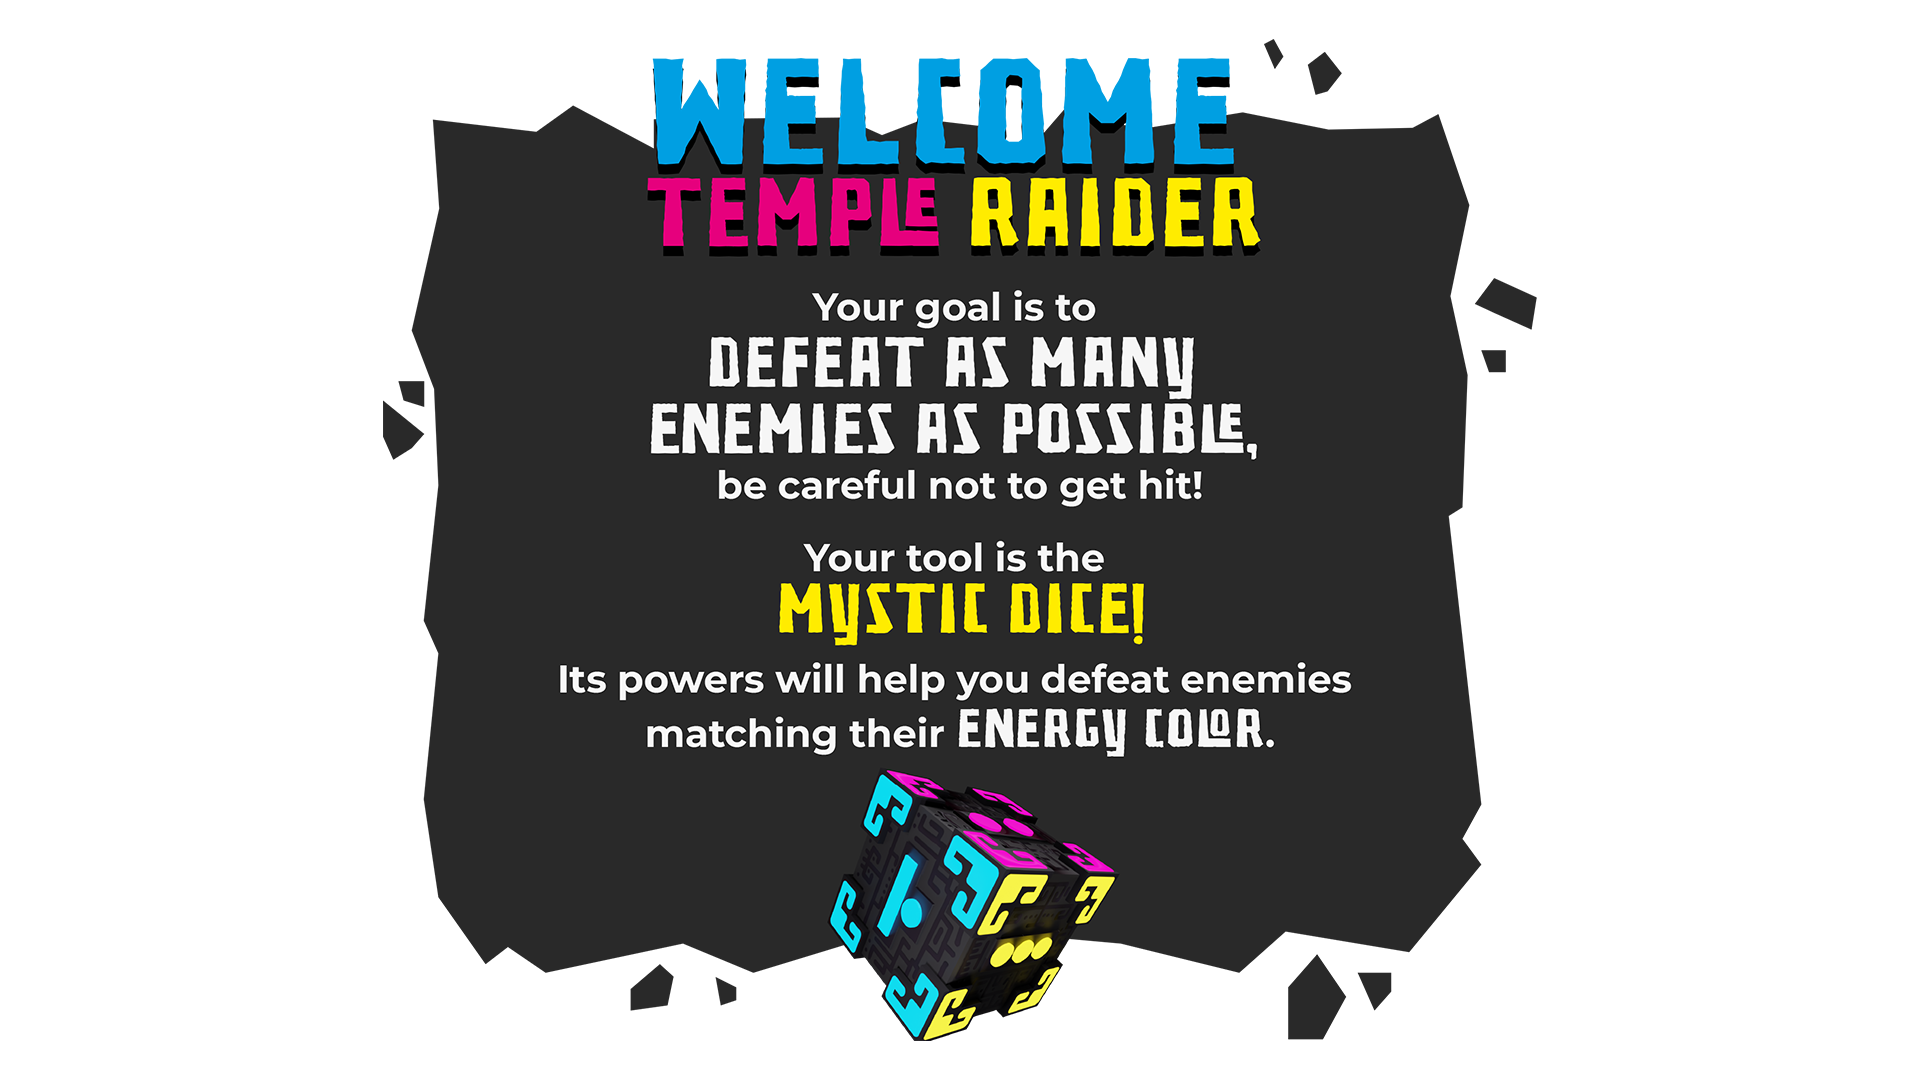 WELCOME
TEMPLE RAIDER
Your goal is to
DEFEAT AS MANY
ENEMIES AS POSSIBLE,
be careful not to get hit!
Your tool is the
MYSTIC DICE!
Its powers will help you defeat enemies
matching their ENERGY COLOR.